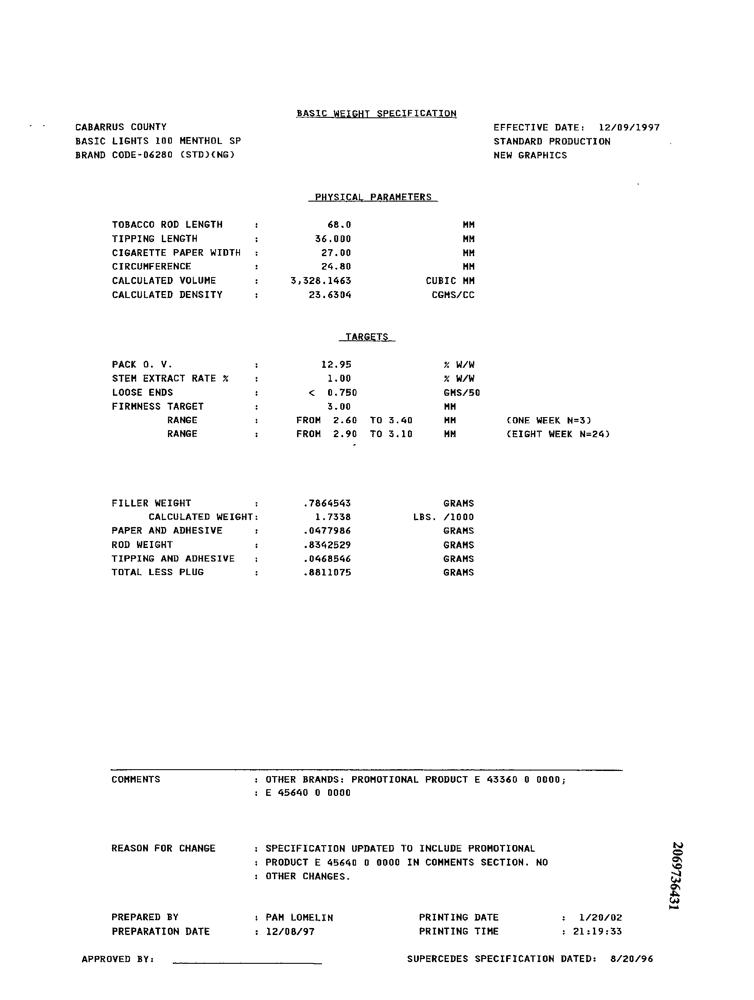 BASIC WEIGHT SPECIFICATION
CABARRUS COUNTY EFFECTIVE DATE: 12/09/1997
BASIC LIGHTS 100 MENTHOL SP STANDARD PRODUCTION
BRAND CODE-06280 (STD)(NG) NEW GRAPHICS
PHYSICAL PARAMETERS
TOBACCO ROD LENGTH : 68.0 MM
TIPPING LENGTH : 36.000 MM
CIGARETTE PAPER WIDTH : 27.00 MM
CIRCUMFERENCE : 24.80 MM
CALCULATED VOLUME : 3,328.1463 CUBIC MM
CALCULATED DENSITY : 23.6304 CGMS/CC
TARGETS
PACK O. V. : 12.95 % W/W
STEM EXTRACT RATE % : 1.00 % W/W
LOOSE ENDS : < 0.750 GMS/50
FIRMNESS TARGET : 3.00 MM
RANGE : FROM 2.60 TO 3.40 MM (ONE WEEK N=3)
RANGE : FROM 2.90 TO 3.10 MM (EIGHT WEEK N=24)
FILLER WEIGHT : .7864543 GRAMS
CALCULATED WEIGHT: 1.7338 LBS. /1000
PAPER AND ADHESIVE : .0477986 GRAMS
ROD WEIGHT : .8342529 GRAMS
TIPPING AND ADHESIVE : .0468546 GRAMS
TOTAL LESS PLUG : .8811075 GRAMS
COMMENTS : OTHER BRANDS: PROMOTIONAL PRODUCT E 43360 0 0000;
: E 45640 0 0000
REASON FOR CHANGE : SPECIFICATION UPDATED TO INCLUDE PROMOTIONAL
: PRODUCT E 45640 0 0000 IN COMMENTS SECTION. NO
: OTHER CHANGES.
PREPARED BY : PAM LOMELIN PRINTING DATE : 1/20/02
PREPARATION DATE : 12/08/97 PRINTING TIME : 21:19:33
APPROVED BY: SUPERCEDES SPECIFICATION DATED: 8/20/96
2069736431